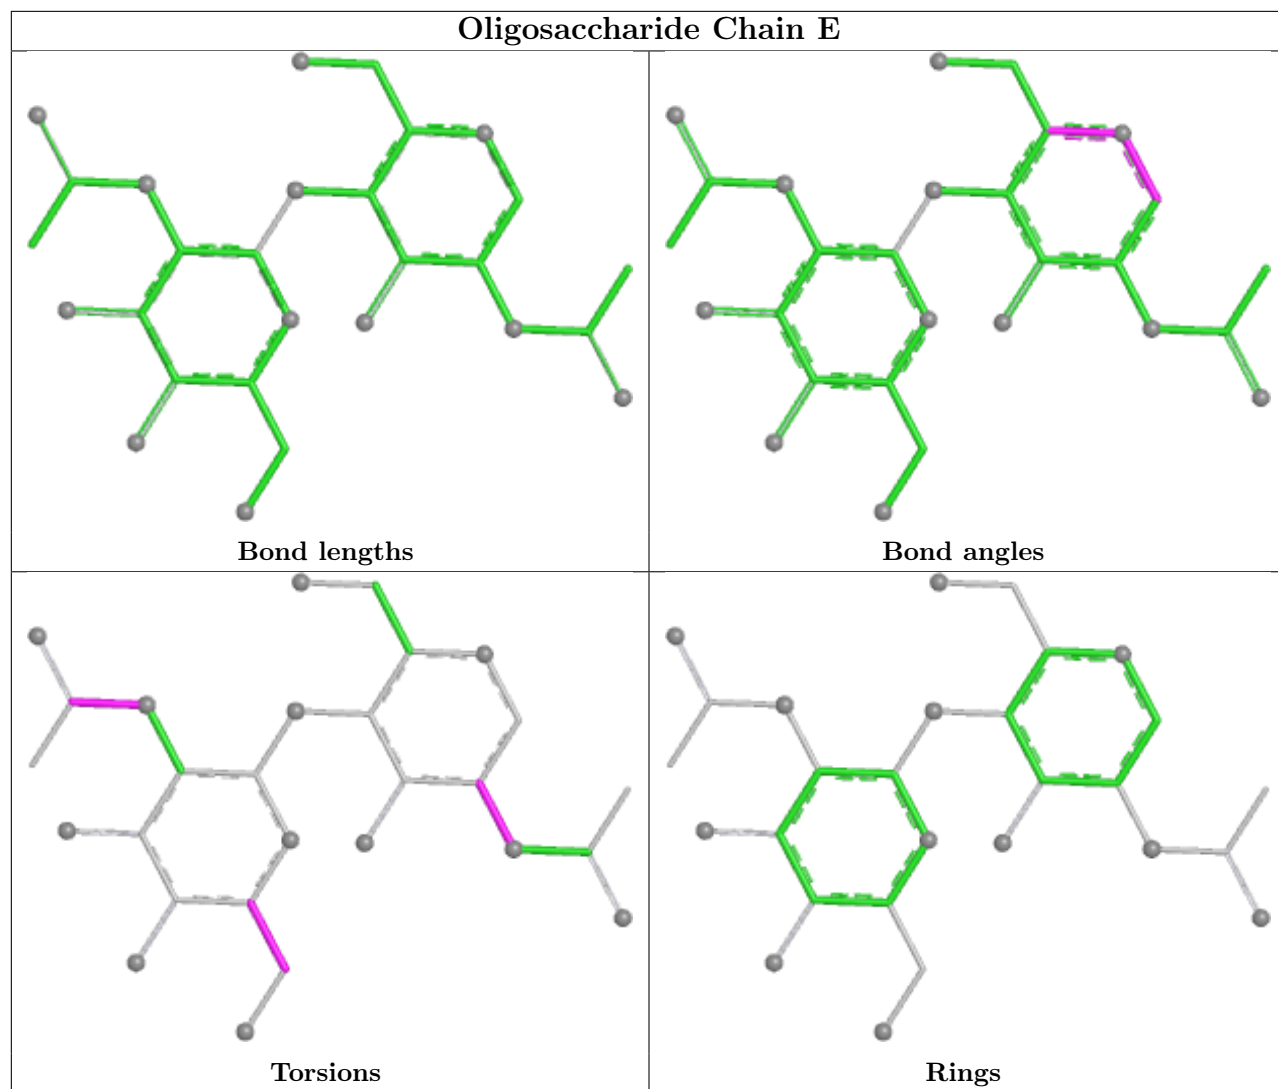 Oligosaccharide Chain E
Bond lengths
Bond angles
Torsions
Rings